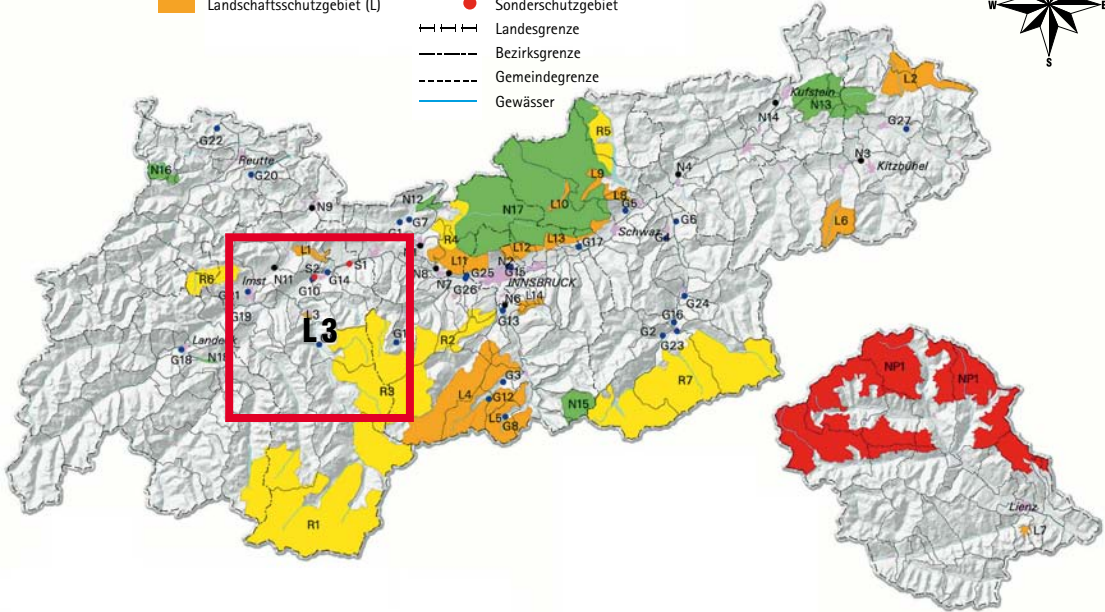 Landschaftsschutzgebiet (L)
Sonderschutzgebiet
Landesgrenze
Bezirksgrenze
Gemeindegrenze
Gewässer
W
E
S
L2
Kufstein
N13
N14
G27
N3
Kitzbühel
G22
Reutte
N16
G20
R5
N4
L9
L8
L10
G5
N12
N9
N17
G7
G6
L6
R4
Schwaz
L13
G17
L12
L1
L11
N2
S1
S2
N8
G25
G15
R6
Imst
N11
G14
N7
G26
INNSBRUCK
G10
L14
N6
G24
G19
L3
G13
G16
L 3
R2
G2
G18
G23
NP1
NP1
G3
R7
R3
L4
G12
N15
L5
G8
Lienz
R1
L7